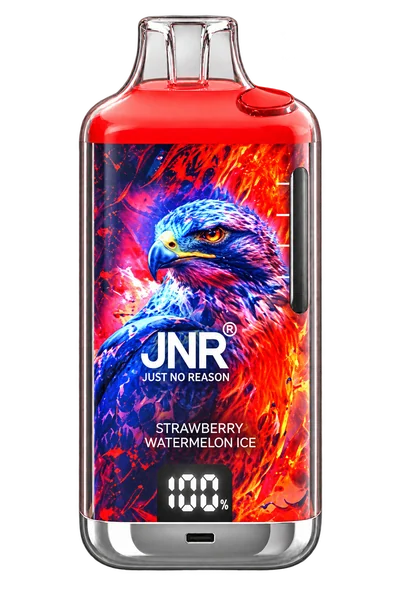 JNR®
JUST NO REASON
STRAWBERRY
WATERMELON ICE
100%